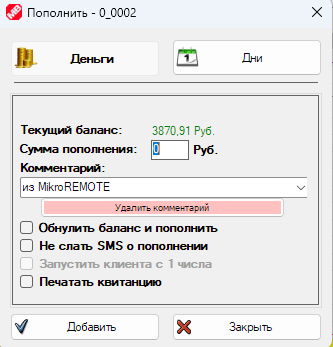 Пополнить - 0_0002
Деньги
1
Дни
Текущий баланс: 3870,91 Руб.
Сумма пополнения: 0 Руб.
Комментарий:
из MikroREMOTE
Удалить комментарий
Обнулить баланс и пополнить
Не слать SMS о пополнении
Запустить клиента с 1 числа
Печатать квитанцию
Добавить
Закрыть